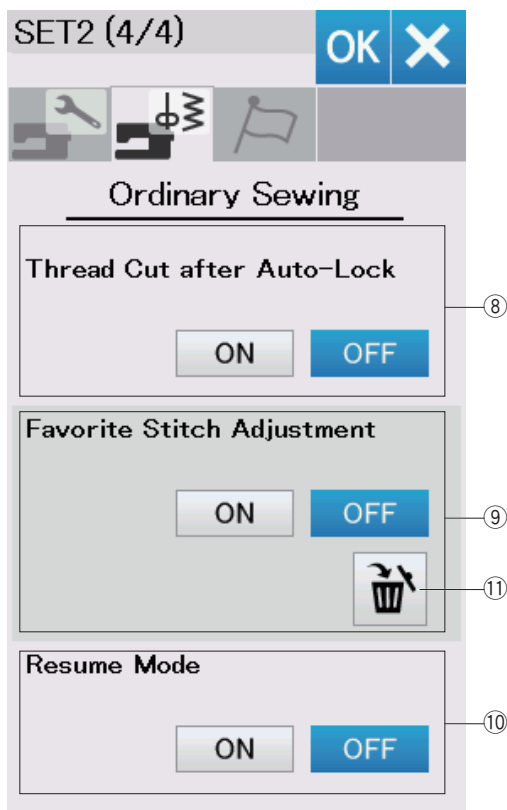 SET2 (4/4)
OK
Ordinary Sewing
Thread Cut after Auto-Lock
ON OFF
⑧
Favorite Stitch Adjustment
ON OFF
⑨
⑪
Resume Mode
ON OFF
⑩